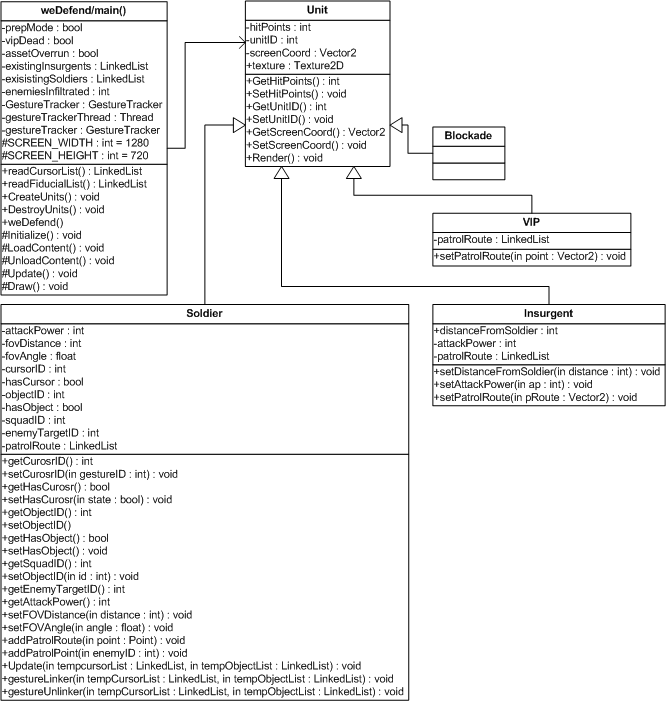 weDefend/main()
-prepMode : bool
-vipDead : bool
-assetOverrun : bool
-existingInsurgents : LinkedList
-exisistingSoldiers : LinkedList
-enemiesInfiltrated : int
-GestureTracker : GestureTracker
-gestureTrackerThread : Thread
-gestureTracker : GestureTracker
#SCREEN_WIDTH : int = 1280
#SCREEN_HEIGHT : int = 720
+readCursorList() : LinkedList
+readFiducialList() : LinkedList
+CreateUnits() : void
+DestroyUnits() : void
+weDefend()
#Initialize() : void
#LoadContent() : void
#UnloadContent() : void
#Update() : void
#Draw() : void
Unit
-hitPoints : int
-unitID : int
-screenCoord : Vector2
+texture : Texture2D
+GetHitPoints() : int
+SetHitPoints() : void
+GetUnitID() : int
+SetUnitID() : void
+GetScreenCoord() : Vector2
+SetScreenCoord() : void
+Render() : void
Blockade
VIP
-patrolRoute : LinkedList
+setPatrolRoute(in point : Vector2) : void
Soldier
-attackPower : int
-fovDistance : int
-fovAngle : float
-cursorID : int
-hasCursor : bool
-objectID : int
-hasObject : bool
-squadID : int
-enemyTargetID : int
-patrolRoute : LinkedList
+getCurosrID() : int
+setCurosrID(in gestureID : int) : void
+getHasCurosr() : bool
+setHasCurosr(in state : bool) : void
+getObjectID() : int
+setObjectID()
+getHasObject() : bool
+setHasObject() : void
+getSquadID() : int
+setObjectID(in id : int) : void
+getEnemyTargetID() : int
+getAttackPower() : int
+setFOVDistance(in distance : int) : void
+setFOVAngle(in angle : float) : void
+addPatrolRoute(in point : Point) : void
+addPatrolPoint(in enemyID : int) : void
+Update(in tempcursorList : LinkedList, in tempObjectList : LinkedList) : void
+gestureLinker(in tempCursorList : LinkedList, in tempObjectList : LinkedList) : void
+gestureUnlinker(in tempCursorList : LinkedList, in tempObjectList : LinkedList) : void
Insurgent
+distanceFromSoldier : int
-attackPower : int
-patrolRoute : LinkedList
+setDistanceFromSoldier(in distance : int) : void
+setAttackPower(in ap : int) : void
+setPatrolRoute(in pRoute : Vector2) : void